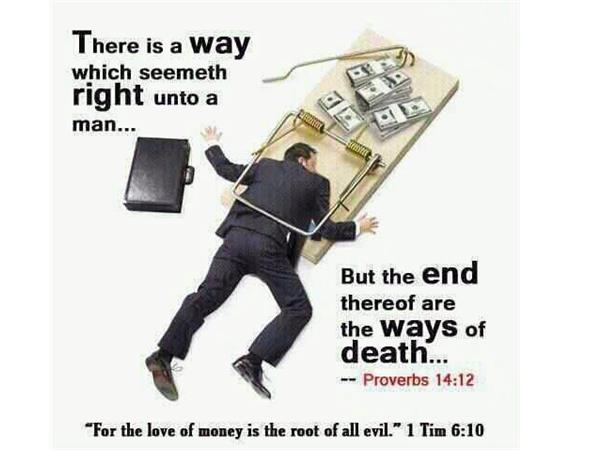 There is a way
which seemeth
right unto a
man...
But the end
thereof are
the ways of
death...
-- Proverbs 14:12
“For the love of money is the root of all evil.” 1 Tim 6:10